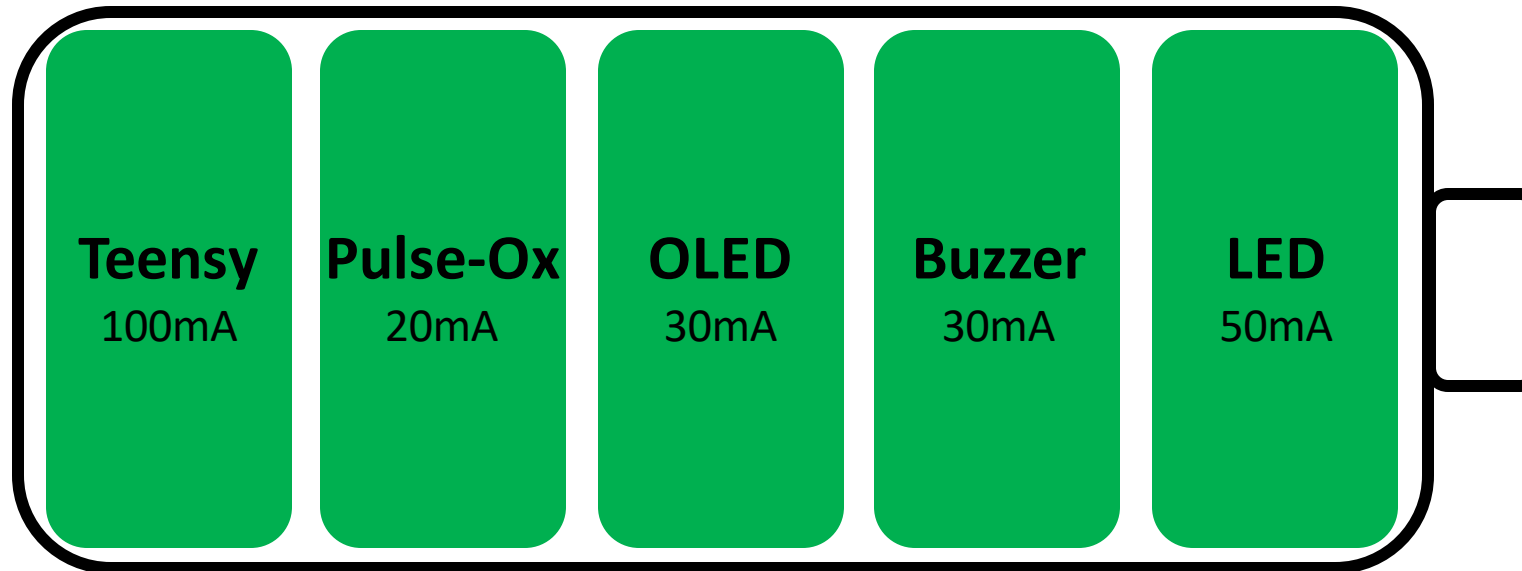 Teensy
100mA
Pulse-Ox
20mA
OLED
30mA
Buzzer
30mA
LED
50mA